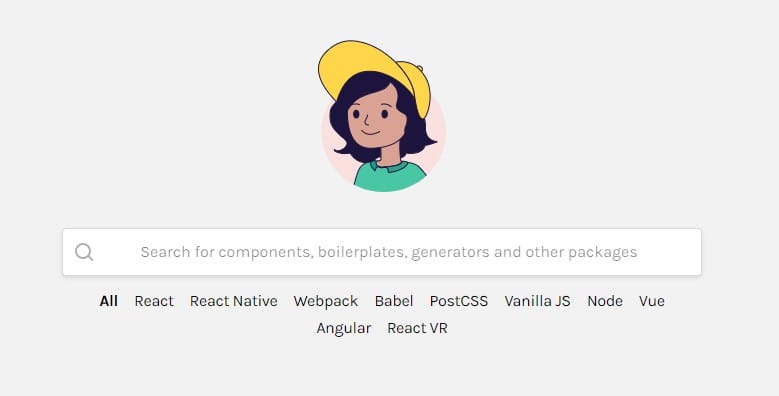 Search for components, boilerplates, generators and other packages
All React React Native Webpack Babel PostCSS Vanilla JS Node Vue
Angular React VR